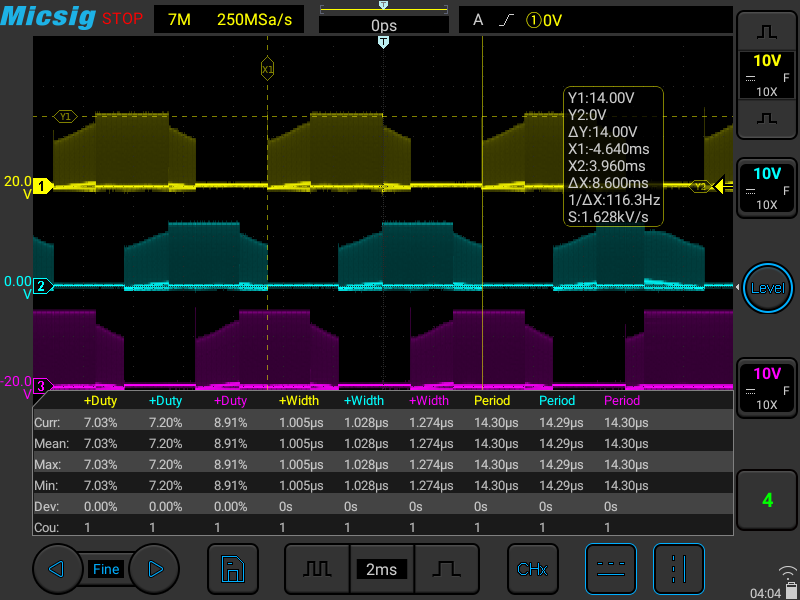 Micsig STOP 7M 250MSa/s 0ps A ①0V
T
X1
10V
F
10X
Y1
Y1:14.00V
Y2:0V
ΔY:14.00V
X1:-4.640ms
X2:3.960ms
ΔX:8.600ms
1/ΔX:116.3Hz
S:1.628kV/s
20.0 V 1
10V
F
10X
0.00 V 2
Level
-20.0 V 3
10V
F
10X
+Duty +Duty +Duty +Width +Width +Width Period Period Period
Curr: 7.03% 7.20% 8.91% 1.005μs 1.028μs 1.274μs 14.30μs 14.29μs 14.30μs
Mean: 7.03% 7.20% 8.91% 1.005μs 1.028μs 1.274μs 14.30μs 14.29μs 14.30μs
Max: 7.03% 7.20% 8.91% 1.005μs 1.028μs 1.274μs 14.30μs 14.29μs 14.30μs
Min: 7.03% 7.20% 8.91% 1.005μs 1.028μs 1.274μs 14.30μs 14.29μs 14.30μs
Dev: 0.00% 0.00% 0.00% 0s 0s 0s 0s 0s 0s
Cou: 1 1 1 1 1 1 1 1 1
4
Fine 2ms CHx
04:04